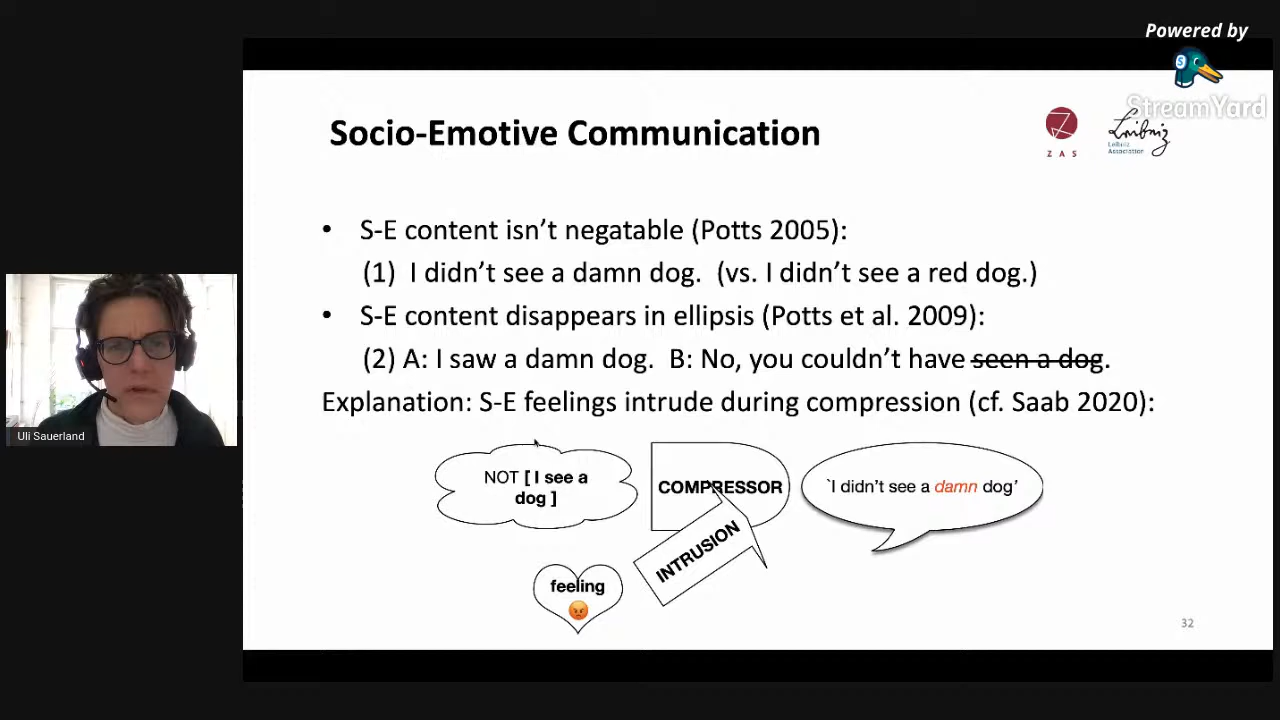 Powered by
StreamYard
Socio-Emotive Communication
Z A S
Leibniz
Leibniz
Association
• S-E content isn’t negatable (Potts 2005):
(1) I didn’t see a damn dog. (vs. I didn’t see a red dog.)
• S-E content disappears in ellipsis (Potts et al. 2009):
(2) A: I saw a damn dog. B: No, you couldn’t have seen a dog.
Explanation: S-E feelings intrude during compression (cf. Saab 2020):
NOT [ I see a
dog ]
COMPRESSOR
`I didn’t see a damn dog’
INTRUSION
feeling
32
Uli Sauerland